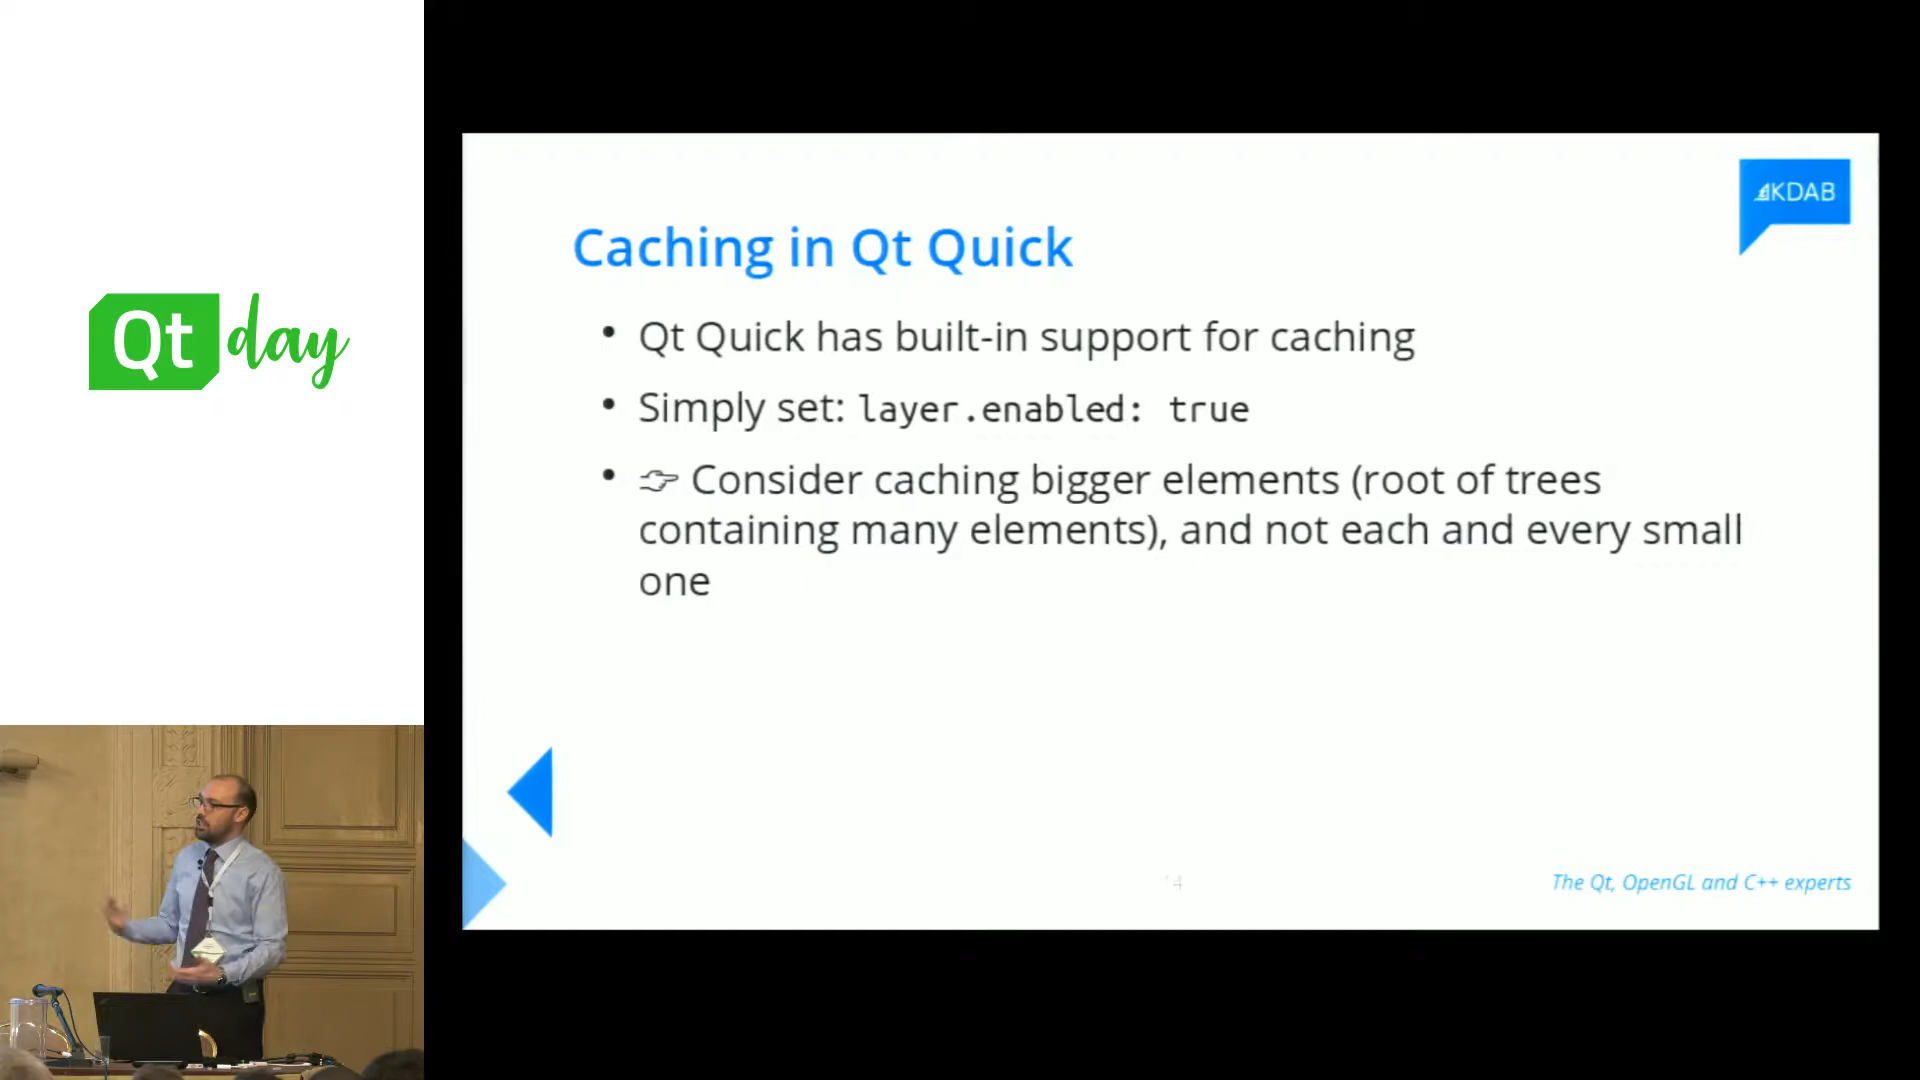 Qt day
KDAB
Caching in Qt Quick
• Qt Quick has built-in support for caching
• Simply set: layer.enabled: true
• 👉 Consider caching bigger elements (root of trees
containing many elements), and not each and every small
one
14
The Qt, OpenGL and C++ experts